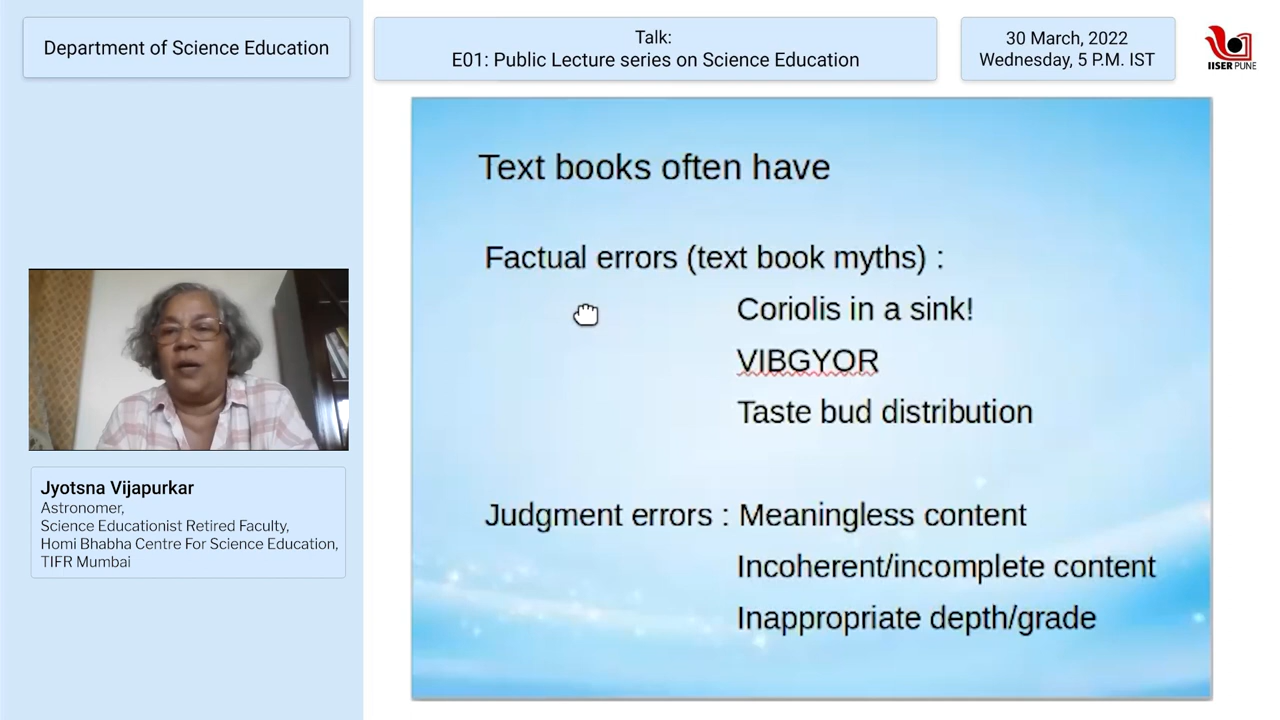 Department of Science Education
Talk:
E01: Public Lecture series on Science Education
30 March, 2022
Wednesday, 5 P.M. IST
IISER PUNE
Text books often have
Factual errors (text book myths) :
Coriolis in a sink!
VIBGYOR
Taste bud distribution
Judgment errors : Meaningless content
Incoherent/incomplete content
Inappropriate depth/grade
Jyotsna Vijapurkar
Astronomer,
Science Educationist Retired Faculty,
Homi Bhabha Centre For Science Education,
TIFR Mumbai